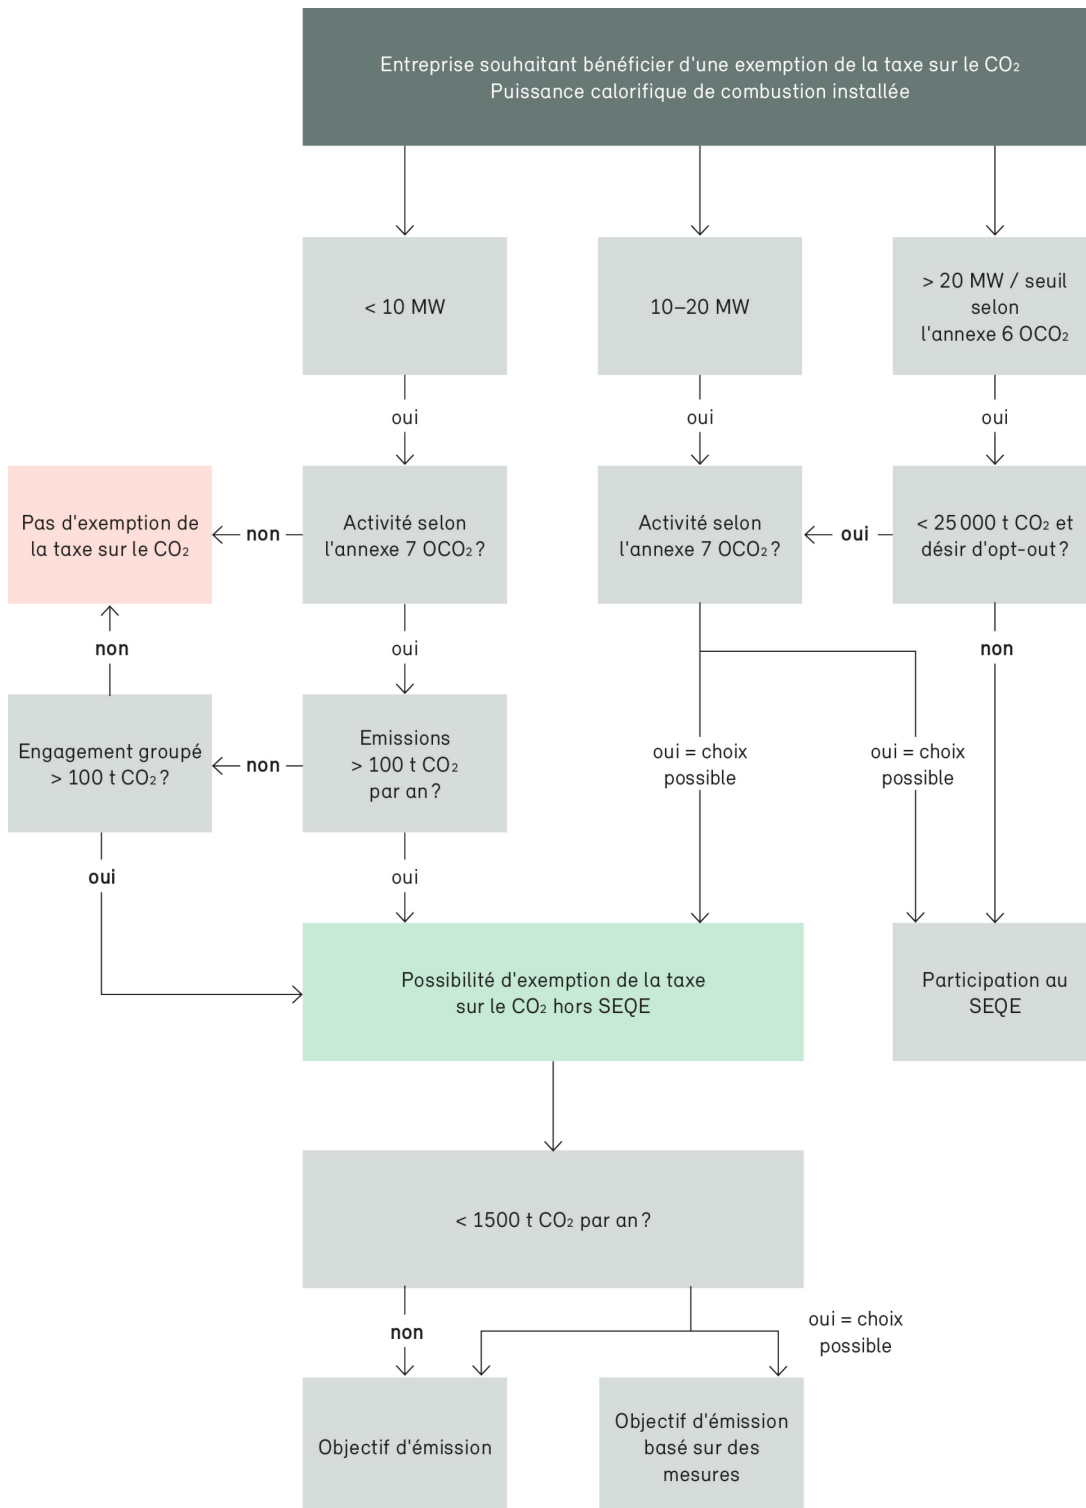 Entreprise souhaitant bénéficier d'une exemption de la taxe sur le CO₂
Puissance calorifique de combustion installée
< 10 MW
10–20 MW
> 20 MW / seuil
selon
l'annexe 6 OCO₂
oui
oui
oui
Pas d'exemption de
la taxe sur le CO₂
non
Activité selon
l'annexe 7 OCO₂ ?
Activité selon
l'annexe 7 OCO₂ ?
oui
< 25 000 t CO₂ et
désir d'opt-out ?
non
oui
non
Engagement groupé
> 100 t CO₂ ?
non
Emissions
> 100 t CO₂
par an ?
oui = choix
possible
oui = choix
possible
oui
oui
Possibilité d'exemption de la taxe
sur le CO₂ hors SEQE
Participation au
SEQE
< 1500 t CO₂ par an ?
non
oui = choix
possible
Objectif d'émission
Objectif d'émission
basé sur des
mesures